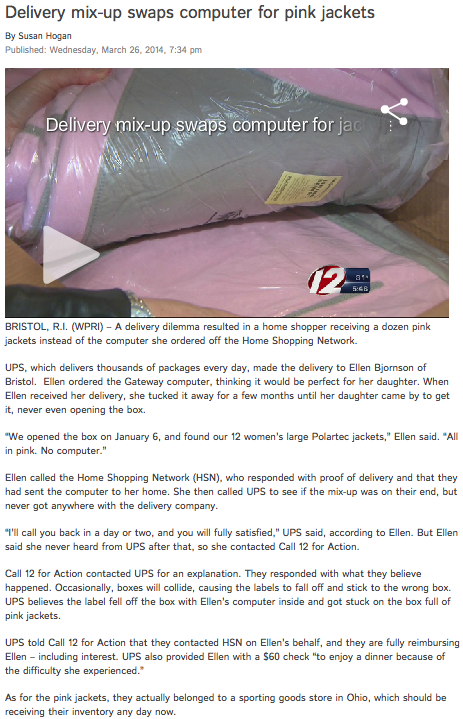 Delivery mix-up swaps computer for pink jackets
By Susan Hogan
Published: Wednesday, March 26, 2014, 7:34 pm
Delivery mix-up swaps computer for jac
12
5:46
BRISTOL, R.I. (WPRI) – A delivery dilemma resulted in a home shopper receiving a dozen pink
jackets instead of the computer she ordered off the Home Shopping Network.
UPS, which delivers thousands of packages every day, made the delivery to Ellen Bjornson of
Bristol.  Ellen ordered the Gateway computer, thinking it would be perfect for her daughter. When
Ellen received her delivery, she tucked it away for a few months until her daughter came by to get
it, never even opening the box.
“We opened the box on January 6, and found our 12 women’s large Polartec jackets,” Ellen said. “All
in pink. No computer.”
Ellen called the Home Shopping Network (HSN), who responded with proof of delivery and that they
had sent the computer to her home. She then called UPS to see if the mix-up was on their end, but
never got anywhere with the delivery company.
“I’ll call you back in a day or two, and you will fully satisfied,” UPS said, according to Ellen. But Ellen
said she never heard from UPS after that, so she contacted Call 12 for Action.
Call 12 for Action contacted UPS for an explanation. They responded with what they believe
happened. Occasionally, boxes will collide, causing the labels to fall off and stick to the wrong box.
UPS believes the label fell off the box with Ellen’s computer inside and got stuck on the box full of
pink jackets.
UPS told Call 12 for Action that they contacted HSN on Ellen’s behalf, and they are fully reimbursing
Ellen – including interest. UPS also provided Ellen with a $60 check “to enjoy a dinner because of
the difficulty she experienced.”
As for the pink jackets, they actually belonged to a sporting goods store in Ohio, which should be
receiving their inventory any day now.